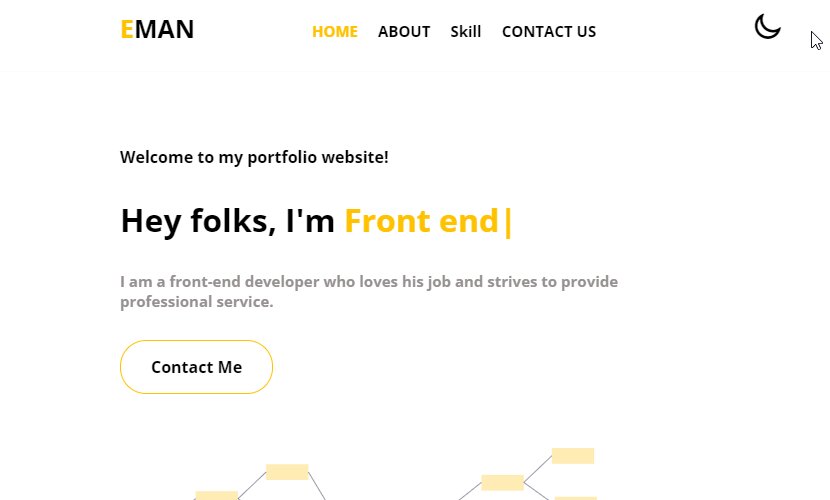 EMAN
HOME ABOUT Skill CONTACT US
Welcome to my portfolio website!
Hey folks, I'm Front end|
I am a front-end developer who loves his job and strives to provide
professional service.
Contact Me